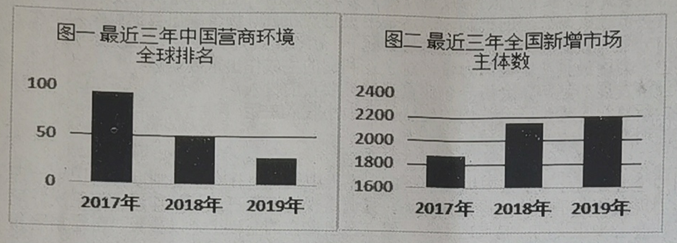 图一 最近三年中国营商环境
全球排名
100
50
0
2017年 2018年 2019年
图二 最近三年全国新增市场
主体数
2400
2200
2000
1800
1600
2017年 2018年 2019年